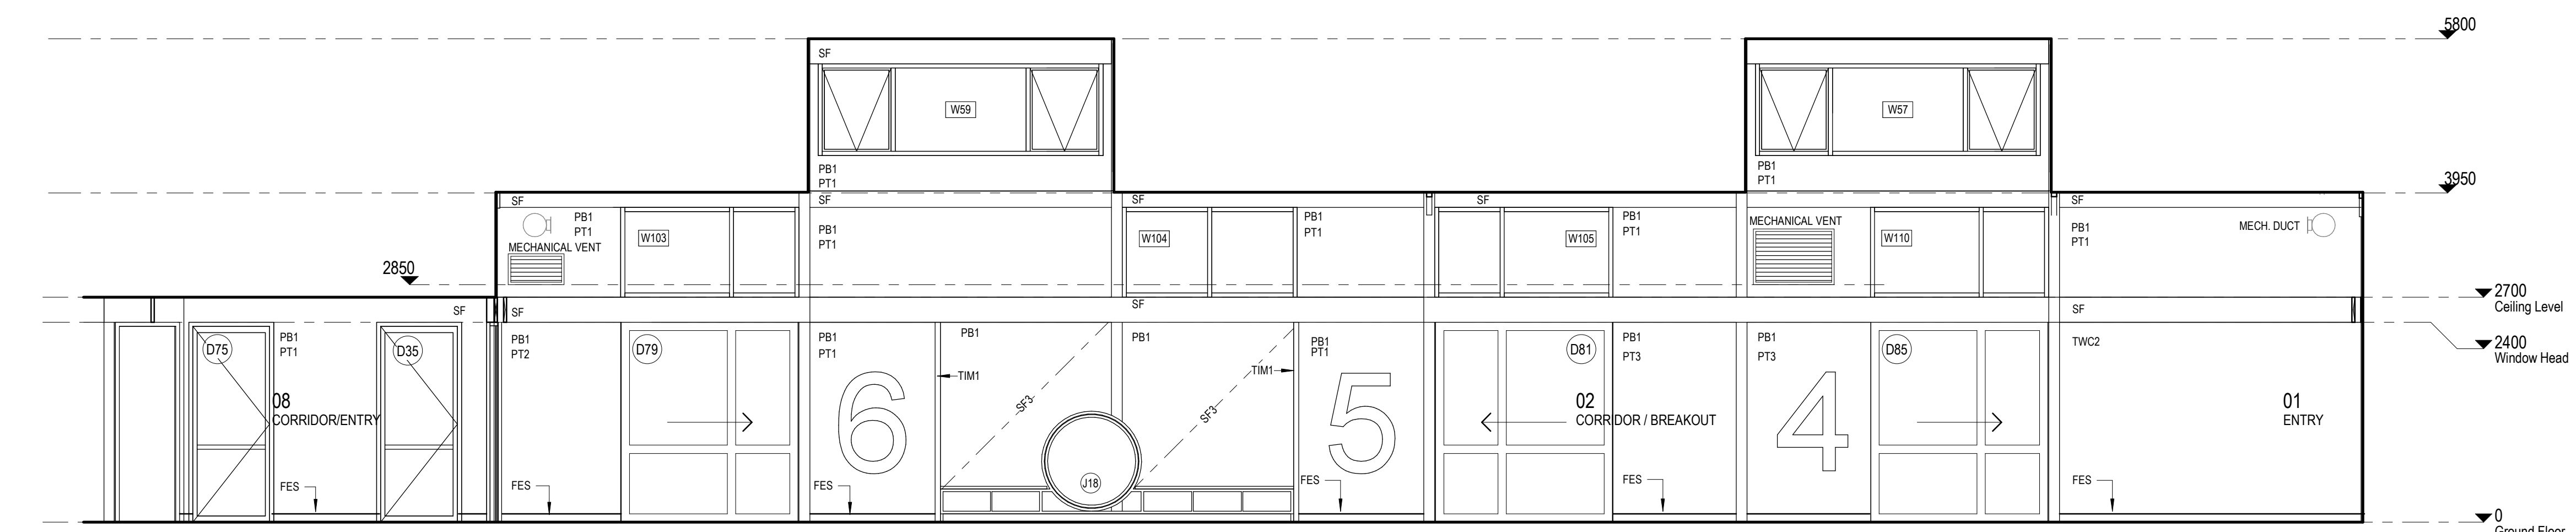 5800
SF
W59
W57
PB1
PT1
PB1
PT1
3950
SF
SF
SF
SF
SF
PB1
PT1
MECHANICAL VENT
W103
PB1
PT1
W104
PB1
PT1
W105
PB1
PT1
MECHANICAL VENT
W110
PB1
PT1
MECH. DUCT
2850
2700
Ceiling Level
SF
SF
SF
SF
2400
Window Head
D75
PB1
PT1
D35
PB1
PT2
D79
PB1
PT1
PB1
TIM1
PB1
TIM1
PB1
PT1
D81
PB1
PT3
PB1
PT3
D85
TWC2
08
CORRIDOR/ENTRY
6
SF3
SF3
5
02
CORRIDOR / BREAKOUT
4
01
ENTRY
FES
FES
FES
J18
FES
FES
FES
0
Ground Floor